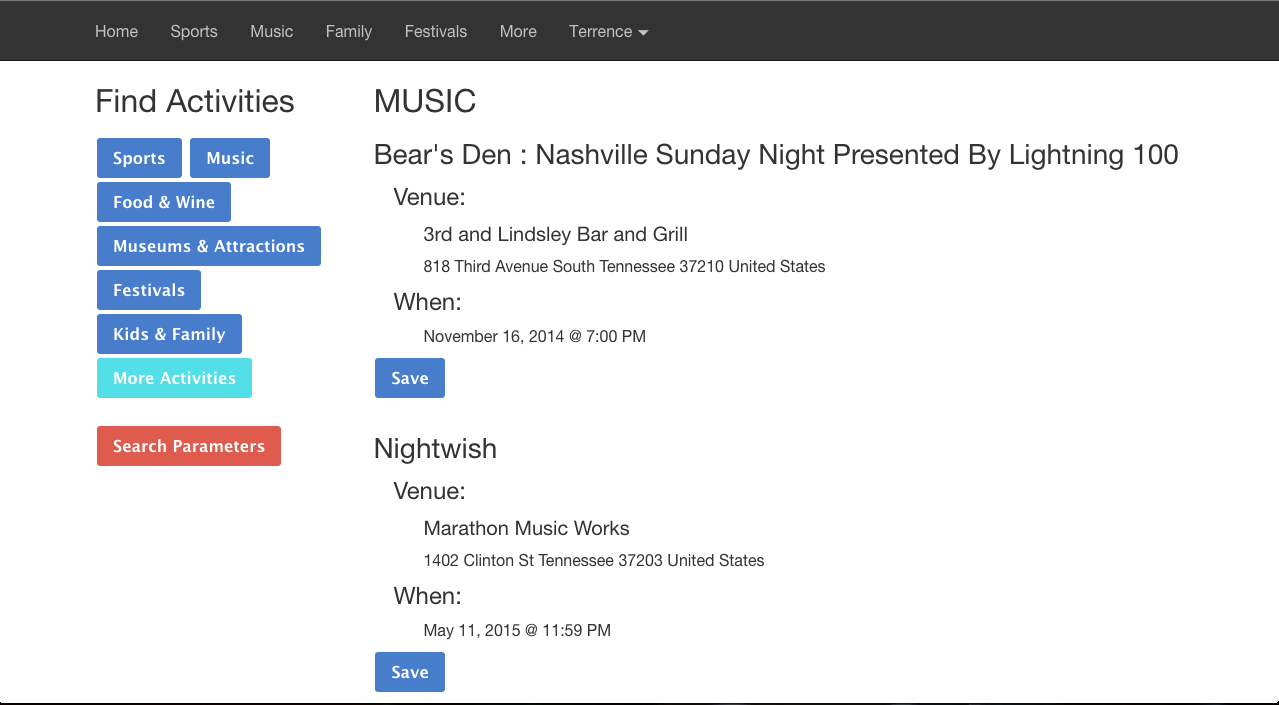 Home Sports Music Family Festivals More Terrence
Find Activities
Sports Music
Food & Wine
Museums & Attractions
Festivals
Kids & Family
More Activities
Search Parameters
MUSIC
Bear's Den : Nashville Sunday Night Presented By Lightning 100
Venue:
3rd and Lindsley Bar and Grill
818 Third Avenue South Tennessee 37210 United States
When:
November 16, 2014 @ 7:00 PM
Save
Nightwish
Venue:
Marathon Music Works
1402 Clinton St Tennessee 37203 United States
When:
May 11, 2015 @ 11:59 PM
Save